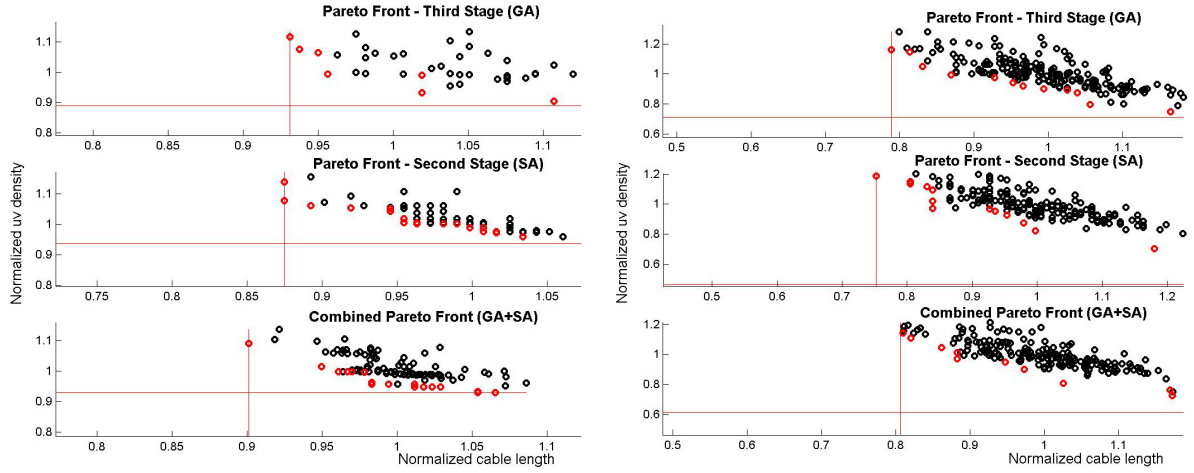 Pareto Front - Third Stage (GA)
1.1
1
0.9
0.8
0.8 0.85 0.9 0.95 1 1.05 1.1
Pareto Front - Second Stage (SA)
1.1
1
0.9
0.8
0.75 0.8 0.85 0.9 0.95 1 1.05
Combined Pareto Front (GA+SA)
1.1
1
0.9
0.8
0.8 0.85 0.9 0.95 1 1.05 1.1
Normalized uv density
Normalized cable length
Pareto Front - Third Stage (GA)
1.2
1
0.8
0.6
0.5 0.6 0.7 0.8 0.9 1 1.1
Pareto Front - Second Stage (SA)
1.2
1
0.8
0.6
0.5 0.6 0.7 0.8 0.9 1 1.1 1.2
Combined Pareto Front (GA+SA)
1.2
1
0.8
0.6
0.5 0.6 0.7 0.8 0.9 1 1.1
Normalized uv density
Normalized cable length